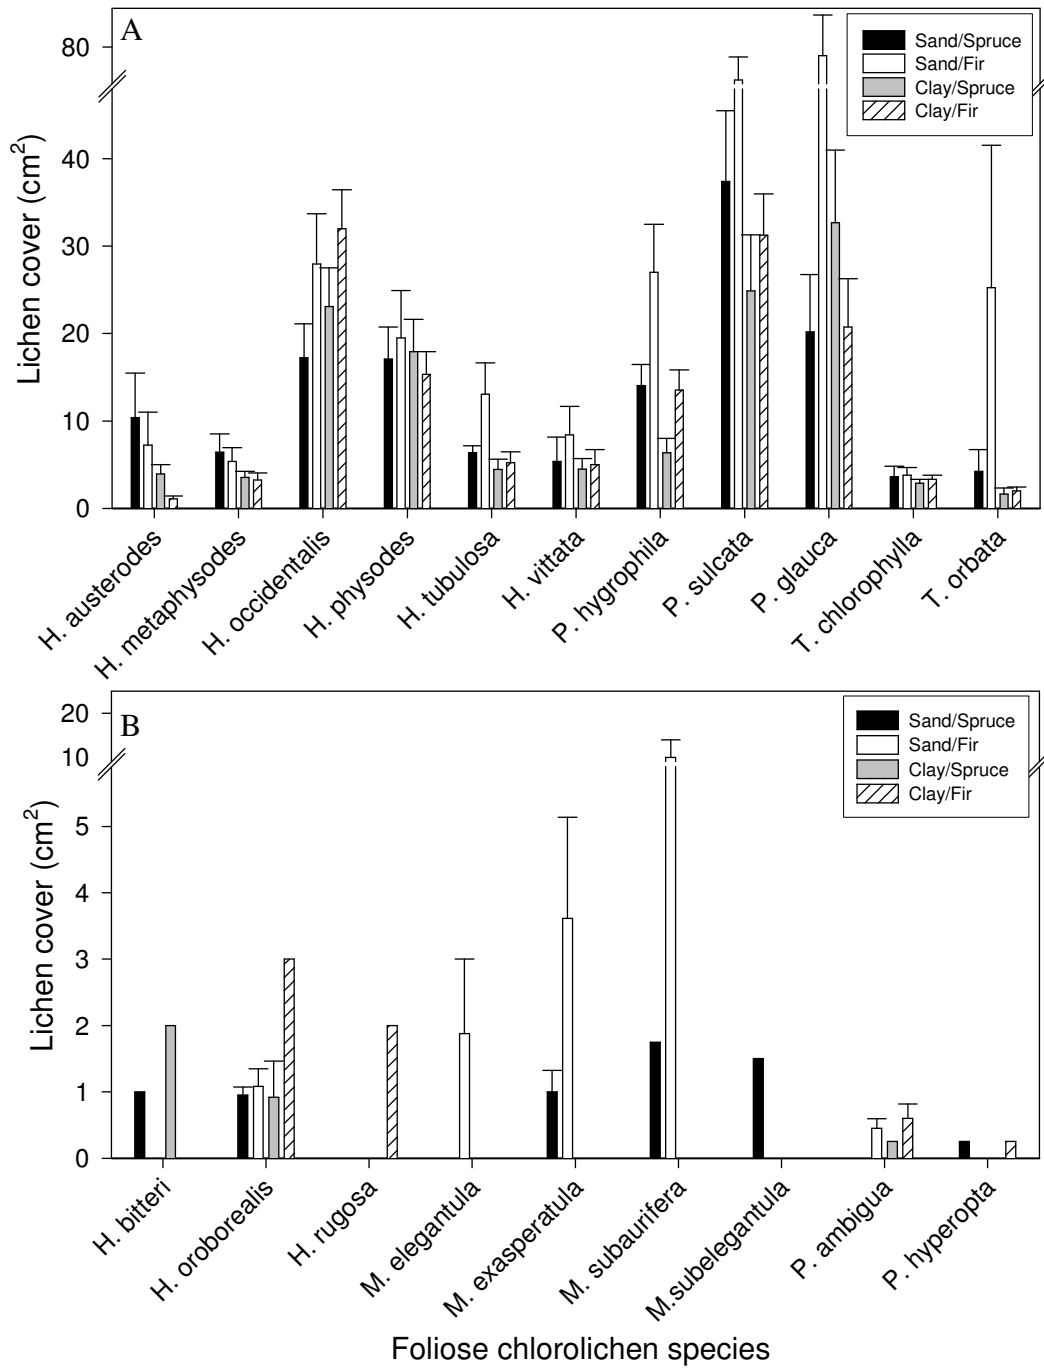 A
Sand/Spruce
Sand/Fir
Clay/Spruce
Clay/Fir
80
40
30
20
10
0
Lichen cover (cm²)
H. austerodes
H. metaphysodes
H. occidentalis
H. physodes
H. tubulosa
H. vittata
P. hygrophila
P. sulcata
P. glauca
T. chlorophylla
T. orbata
B
Sand/Spruce
Sand/Fir
Clay/Spruce
Clay/Fir
20
10
5
4
3
2
1
0
Lichen cover (cm²)
H. bitteri
H. oroborealis
H. rugosa
M. elegantula
M. exasperatula
M. subaurifera
M.subelegantula
P. ambigua
P. hyperopta
Foliose chlorolichen species